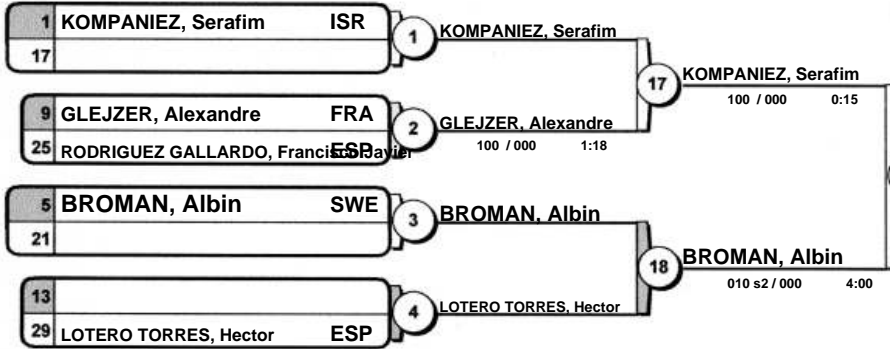 1 KOMPANIEZ, Serafim ISR
17
1
KOMPANIEZ, Serafim
9 GLEJZER, Alexandre FRA
25 RODRIGUEZ GALLARDO, Francisco Javier ESP
2
GLEJZER, Alexandre
100 / 000 1:18
17
KOMPANIEZ, Serafim
100 / 000 0:15
5 BROMAN, Albin SWE
21
3
BROMAN, Albin
13
29 LOTERO TORRES, Hector ESP
4
LOTERO TORRES, Hector
18
BROMAN, Albin
010 s2 / 000 4:00